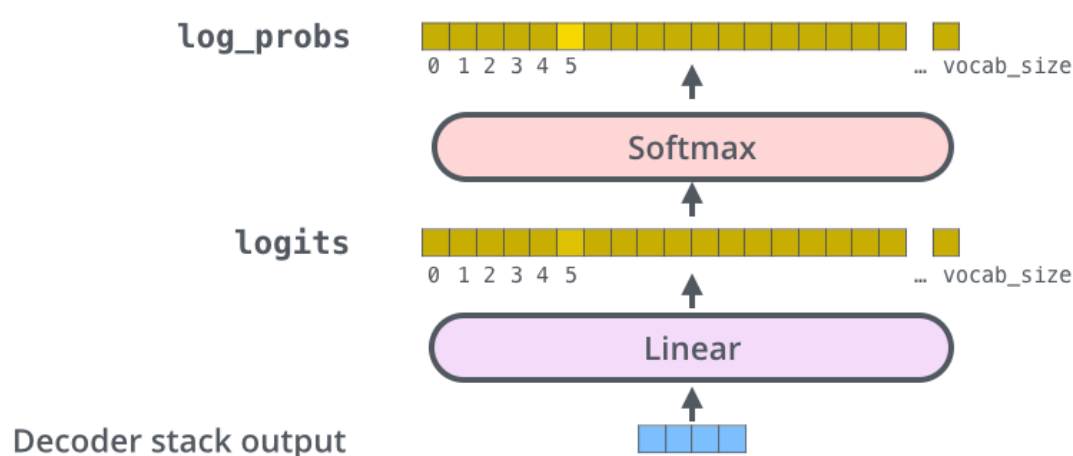 log_probs
0 1 2 3 4 5 … vocab_size
Softmax
logits
0 1 2 3 4 5 … vocab_size
Linear
Decoder stack output